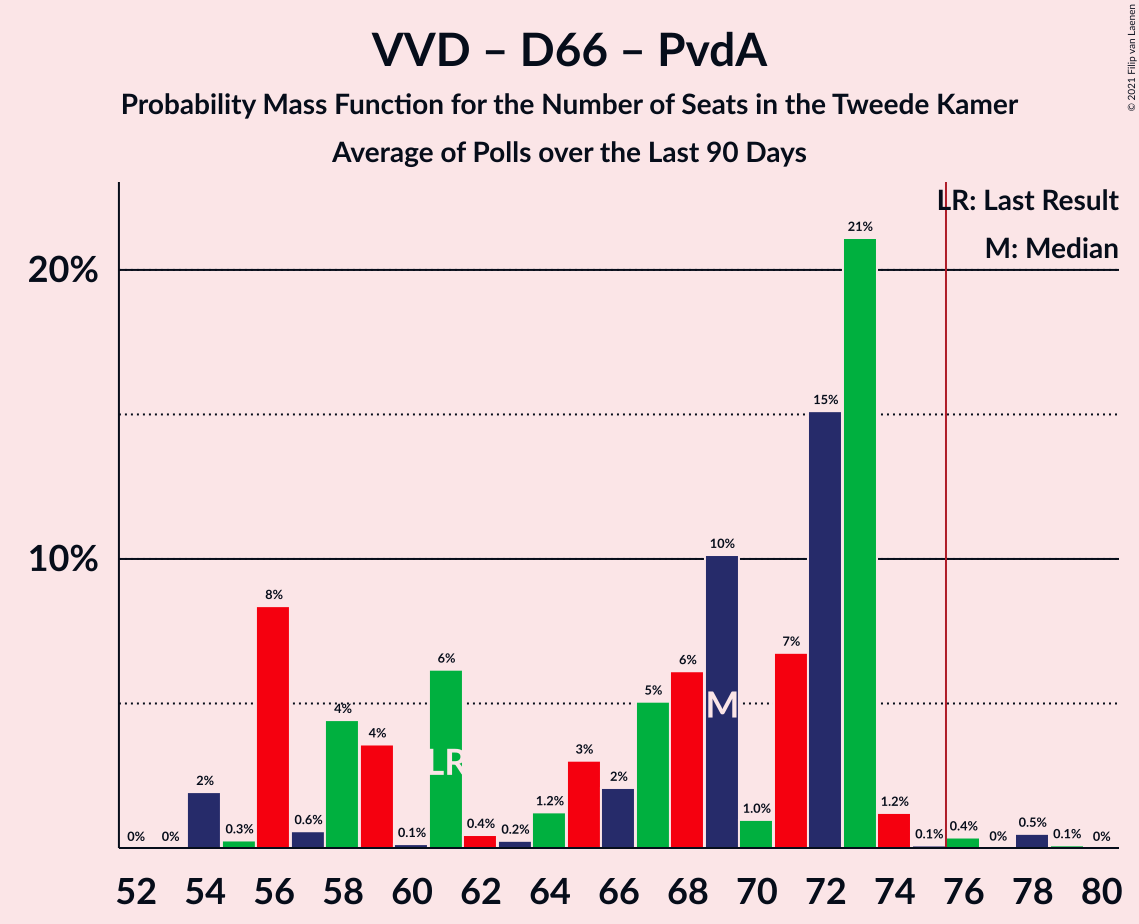 VVD – D66 – PvdA
Probability Mass Function for the Number of Seats in the Tweede Kamer
Average of Polls over the Last 90 Days
© 2021 Filip van Laenen
LR: Last Result
M: Median
20%
10%
0% 0% 2% 0.3% 8% 0.6% 4% 4% 0.1% 6% 0.4% 0.2% 1.2% 3% 2% 5% 6% 10% 1.0% 7% 15% 21% 1.2% 0.1% 0.4% 0% 0.5% 0.1% 0%
LR M
52 54 56 58 60 62 64 66 68 70 72 74 76 78 80